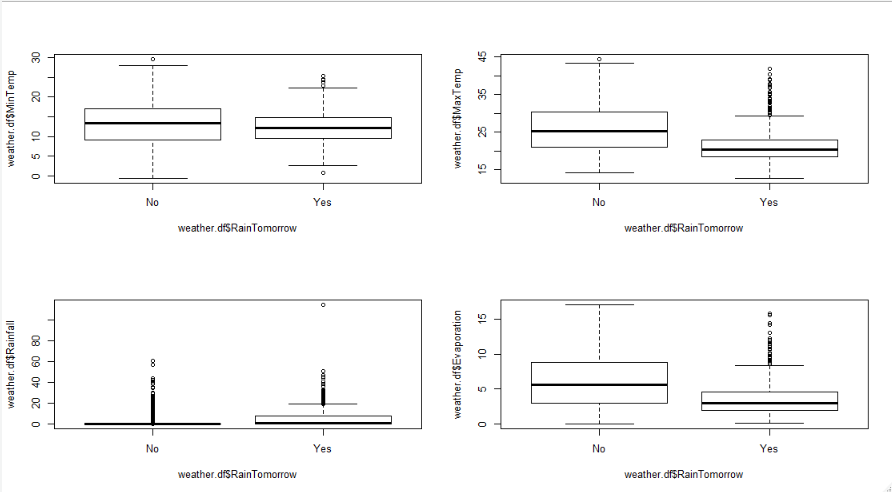 weather.df$MinTemp
30
20
10
5
0
No Yes
weather.df$RainTomorrow
weather.df$MaxTemp
45
35
25
15
No Yes
weather.df$RainTomorrow
weather.df$Rainfall
80
60
40
20
0
No Yes
weather.df$RainTomorrow
weather.df$Evaporation
15
10
5
0
No Yes
weather.df$RainTomorrow